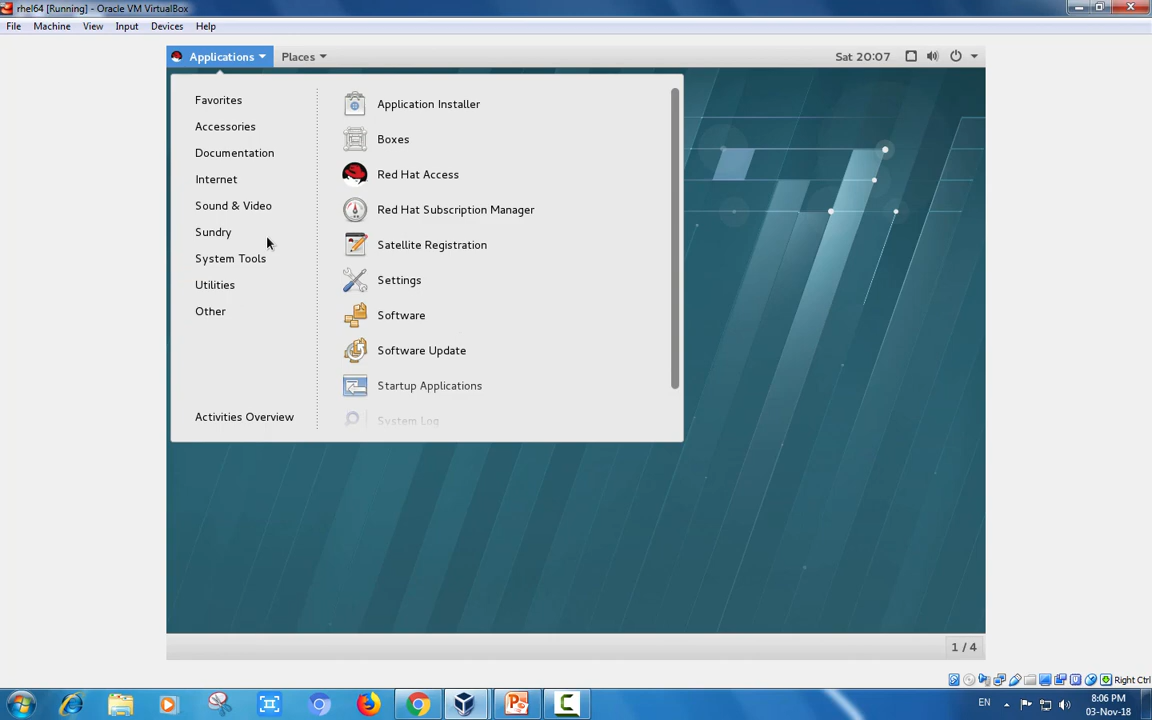 rhel64 [Running] - Oracle VM VirtualBox
File Machine View Input Devices Help
Applications Places Sat 20:07
Favorites
Accessories
Documentation
Internet
Sound & Video
Sundry
System Tools
Utilities
Other
Activities Overview
Application Installer
Boxes
Red Hat Access
Red Hat Subscription Manager
Satellite Registration
Settings
Software
Software Update
Startup Applications
System Log
1 / 4
Right Ctrl
EN
8:06 PM
03-Nov-18